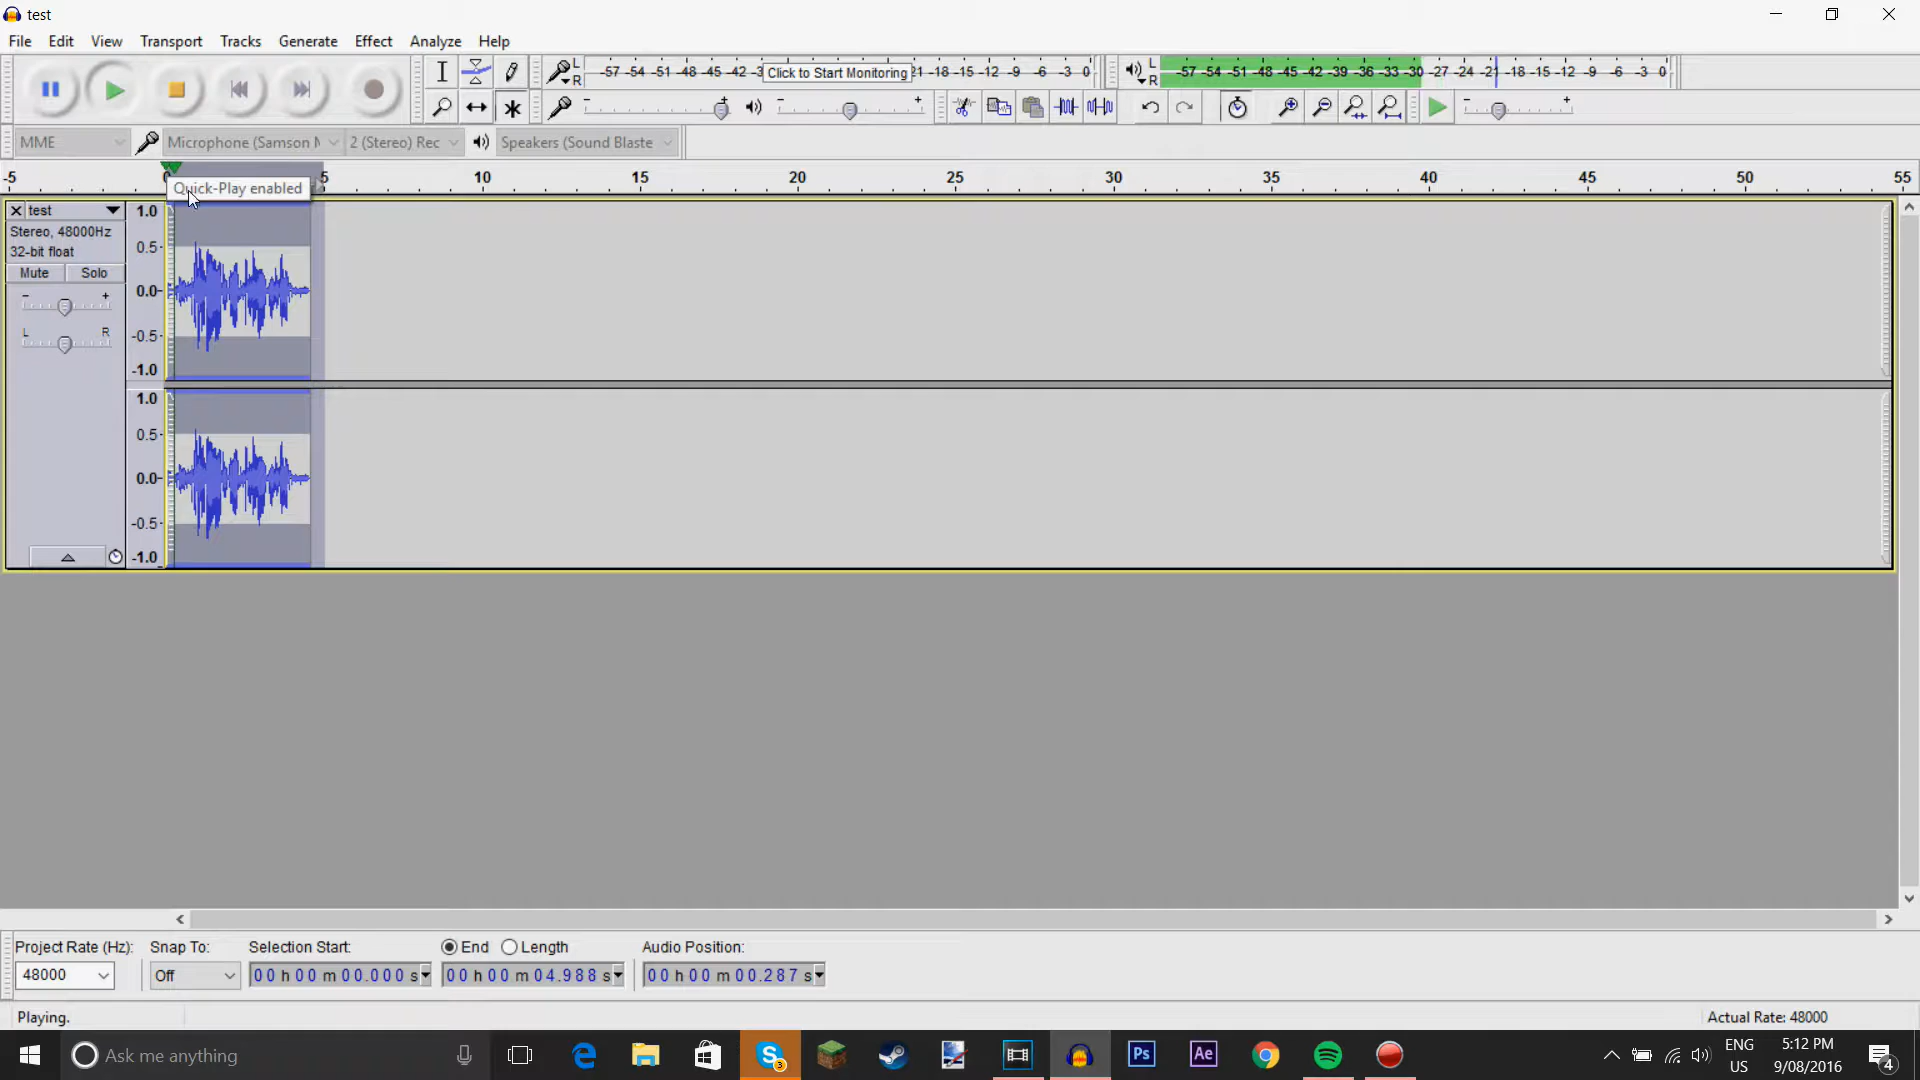 test
File Edit View Transport Tracks Generate Effect Analyze Help
L R -57 -54 -51 -48 -45 -42 -3 Click to Start Monitoring 21 -18 -15 -12 -9 -6 -3 0
L R -57 -54 -51 -48 -45 -42 -39 -36 -33 -30 -27 -24 -21 -18 -15 -12 -9 -6 -3 0
MME Microphone (Samson M 2 (Stereo) Rec Speakers (Sound Blaste
-5 0 5 10 15 20 25 30 35 40 45 50 55
Quick-Play enabled
test
Stereo, 48000Hz
32-bit float
Mute Solo
- +
L R
1.0
0.5-
0.0-
-0.5-
-1.0
1.0
0.5-
0.0-
-0.5-
-1.0
Project Rate (Hz): Snap To: Selection Start: End Length Audio Position:
48000 Off 00 h 00 m 00.000 s 00 h 00 m 04.988 s 00 h 00 m 00.287 s
Playing. Actual Rate: 48000
Ask me anything
3
Ps Ae
ENG
US
5:12 PM
9/08/2016
4